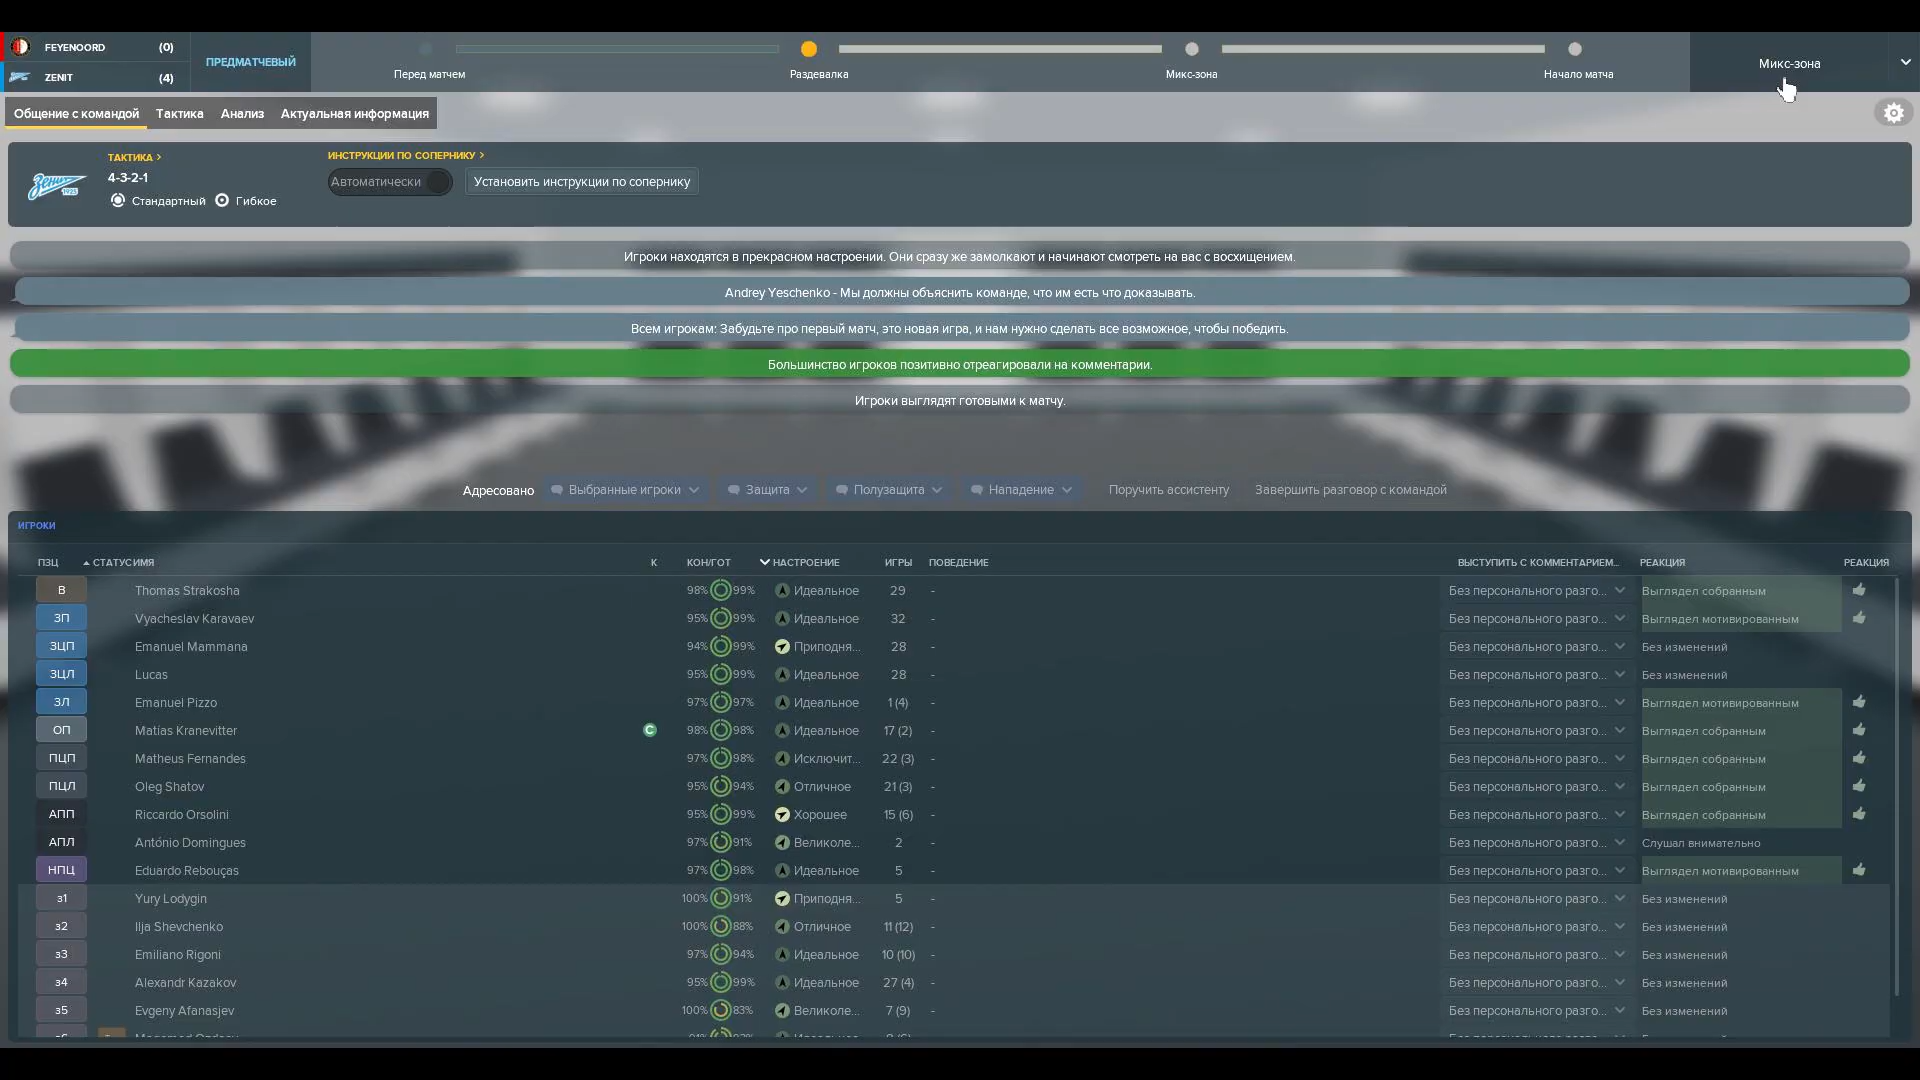 FEYENOORD (0)
ZENIT (4)
ПРЕДМАТЧЕВЫЙ
Перед матчем
Раздевалка
Микс-зона
Начало матча
Микс-зона
Общение с командой Тактика Анализ Актуальная информация
Зенит 1925
ТАКТИКА >
4-3-2-1
Стандартный Гибкое
ИНСТРУКЦИИ ПО СОПЕРНИКУ >
Автоматически Установить инструкции по сопернику
Игроки находятся в прекрасном настроении. Они сразу же замолкают и начинают смотреть на вас с восхищением.
Andrey Yeschenko - Мы должны объяснить команде, что им есть что доказывать.
Всем игрокам: Забудьте про первый матч, это новая игра, и нам нужно сделать все возможное, чтобы победить.
Большинство игроков позитивно отреагировали на комментарии.
Игроки выглядят готовыми к матчу.
Адресовано Выбранные игроки Защита Полузащита Нападение Поручить ассистенту Завершить разговор с командой
ИГРОКИ
ПЗЦ СТАТУС ИМЯ К КОН/ГОТ НАСТРОЕНИЕ ИГРЫ ПОВЕДЕНИЕ ВЫСТУПИТЬ С КОММЕНТАРИЕМ... РЕАКЦИЯ РЕАКЦИЯ
В Thomas Strakosha 98% 99% Идеальное 29 - Без персонального разго... Выглядел собранным
ЗП Vyacheslav Karavaev 95% 99% Идеальное 32 - Без персонального разго... Выглядел мотивированным
ЗЦП Emanuel Mammana 94% 99% Приподня... 28 - Без персонального разго... Без изменений
ЗЦЛ Lucas 95% 99% Идеальное 28 - Без персонального разго... Без изменений
ЗЛ Emanuel Pizzo 97% 97% Идеальное 1 (4) - Без персонального разго... Выглядел мотивированным
ОП Matías Kranevitter C 98% 98% Идеальное 17 (2) - Без персонального разго... Выглядел собранным
ПЦП Matheus Fernandes 97% 98% Исключит... 22 (3) - Без персонального разго... Выглядел собранным
ПЦЛ Oleg Shatov 95% 94% Отличное 21 (3) - Без персонального разго... Выглядел собранным
АПП Riccardo Orsolini 95% 99% Хорошее 15 (6) - Без персонального разго... Выглядел собранным
АПЛ António Domingues 97% 91% Великоле... 2 - Без персонального разго... Слушал внимательно
НПЦ Eduardo Rebouças 97% 98% Идеальное 5 - Без персонального разго... Выглядел мотивированным
з1 Yury Lodygin 100% 91% Приподня... 5 - Без персонального разго... Без изменений
з2 Ilja Shevchenko 100% 88% Отличное 11 (12) - Без персонального разго... Без изменений
з3 Emiliano Rigoni 97% 94% Идеальное 10 (10) - Без персонального разго... Без изменений
з4 Alexandr Kazakov 95% 99% Идеальное 27 (4) - Без персонального разго... Без изменений
з5 Evgeny Afanasjev 100% 83% Великоле... 7 (9) - Без персонального разго... Без изменений